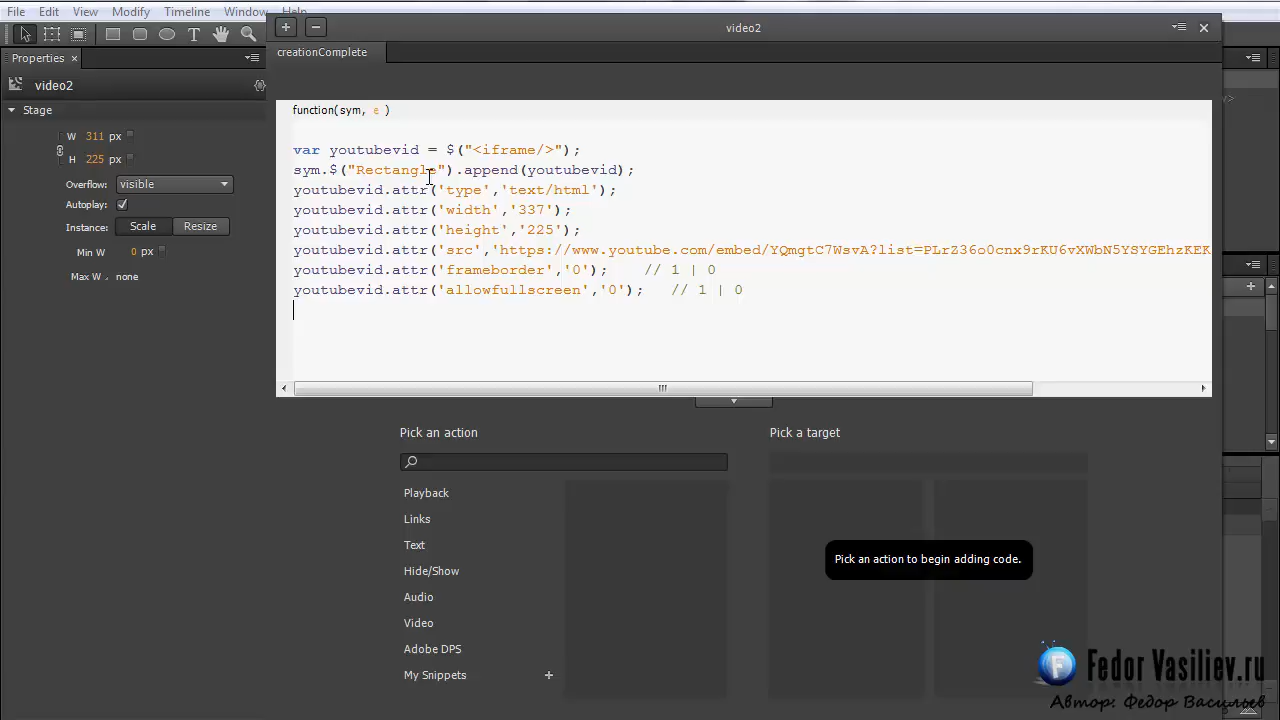 File Edit View Modify Timeline Window Help
video2
Properties ×
creationComplete
video2
Stage
function(sym, e )
W 311 px
H 225 px
Overflow: visible
Autoplay:
Instance: Scale Resize
Min W 0 px
Max W . none
var youtubevid = $("<iframe/>");
sym.$("Rectangle").append(youtubevid);
youtubevid.attr('type','text/html');
youtubevid.attr('width','337');
youtubevid.attr('height','225');
youtubevid.attr('src','https://www.youtube.com/embed/YQmgtC7WsvA?list=PLrZ36o0cnx9rKU6vXWbN5YSYGEhzKEK
youtubevid.attr('frameborder','0'); // 1 | 0
youtubevid.attr('allowfullscreen','0'); // 1 | 0
Pick an action
Pick a target
Playback
Links
Text
Hide/Show
Audio
Video
Adobe DPS
My Snippets +
Pick an action to begin adding code.
Fedor Vasiliev.ru
Автор: Федор Васильев